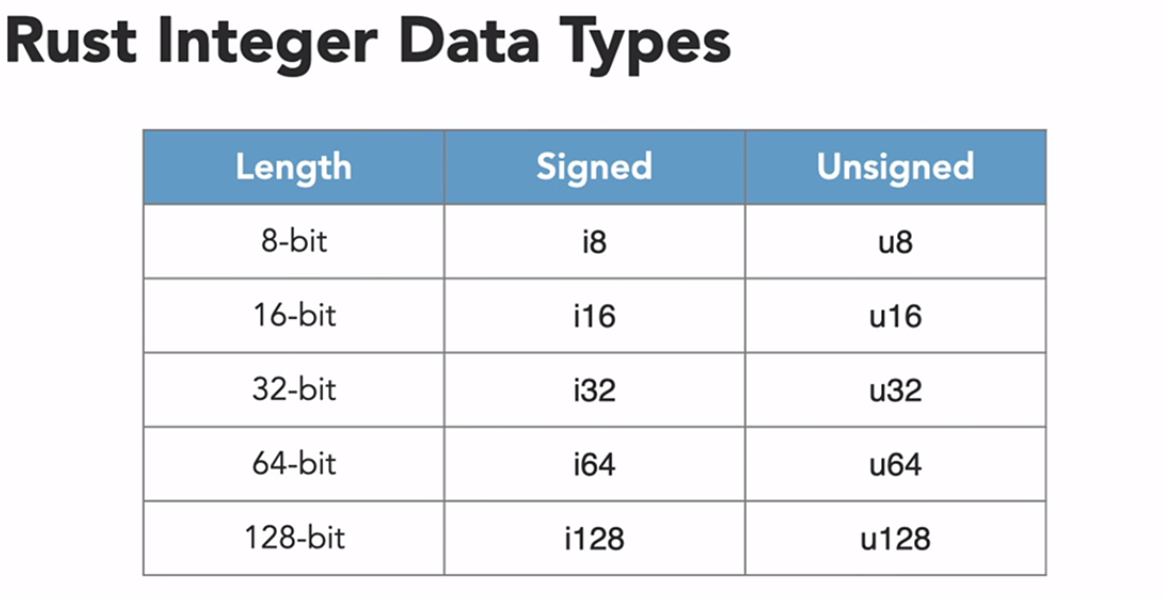 Rust Integer Data Types
Length Signed Unsigned
8-bit i8 u8
16-bit i16 u16
32-bit i32 u32
64-bit i64 u64
128-bit i128 u128